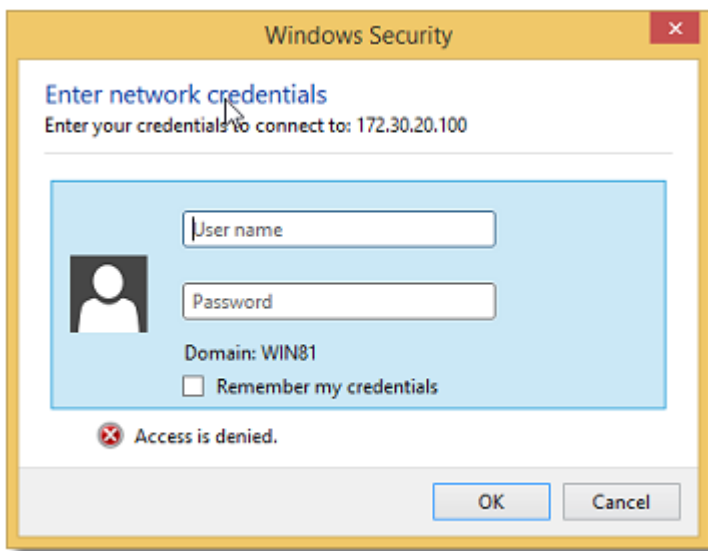 Windows Security
Enter network credentials
Enter your credentials to connect to: 172.30.20.100
User name
Password
Domain: WIN81
Remember my credentials
Access is denied.
OK
Cancel